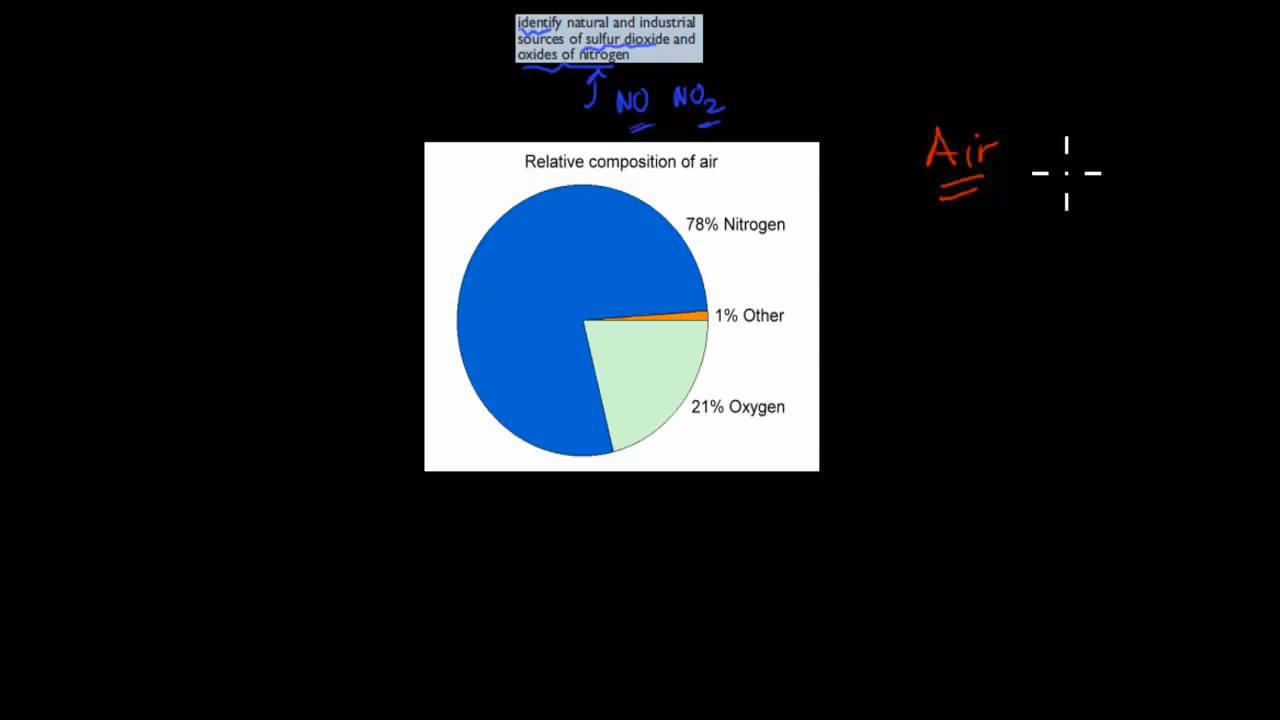 identify natural and industrial
sources of sulfur dioxide and
oxides of nitrogen
NO NO2
Air
Relative composition of air
78% Nitrogen
1% Other
21% Oxygen